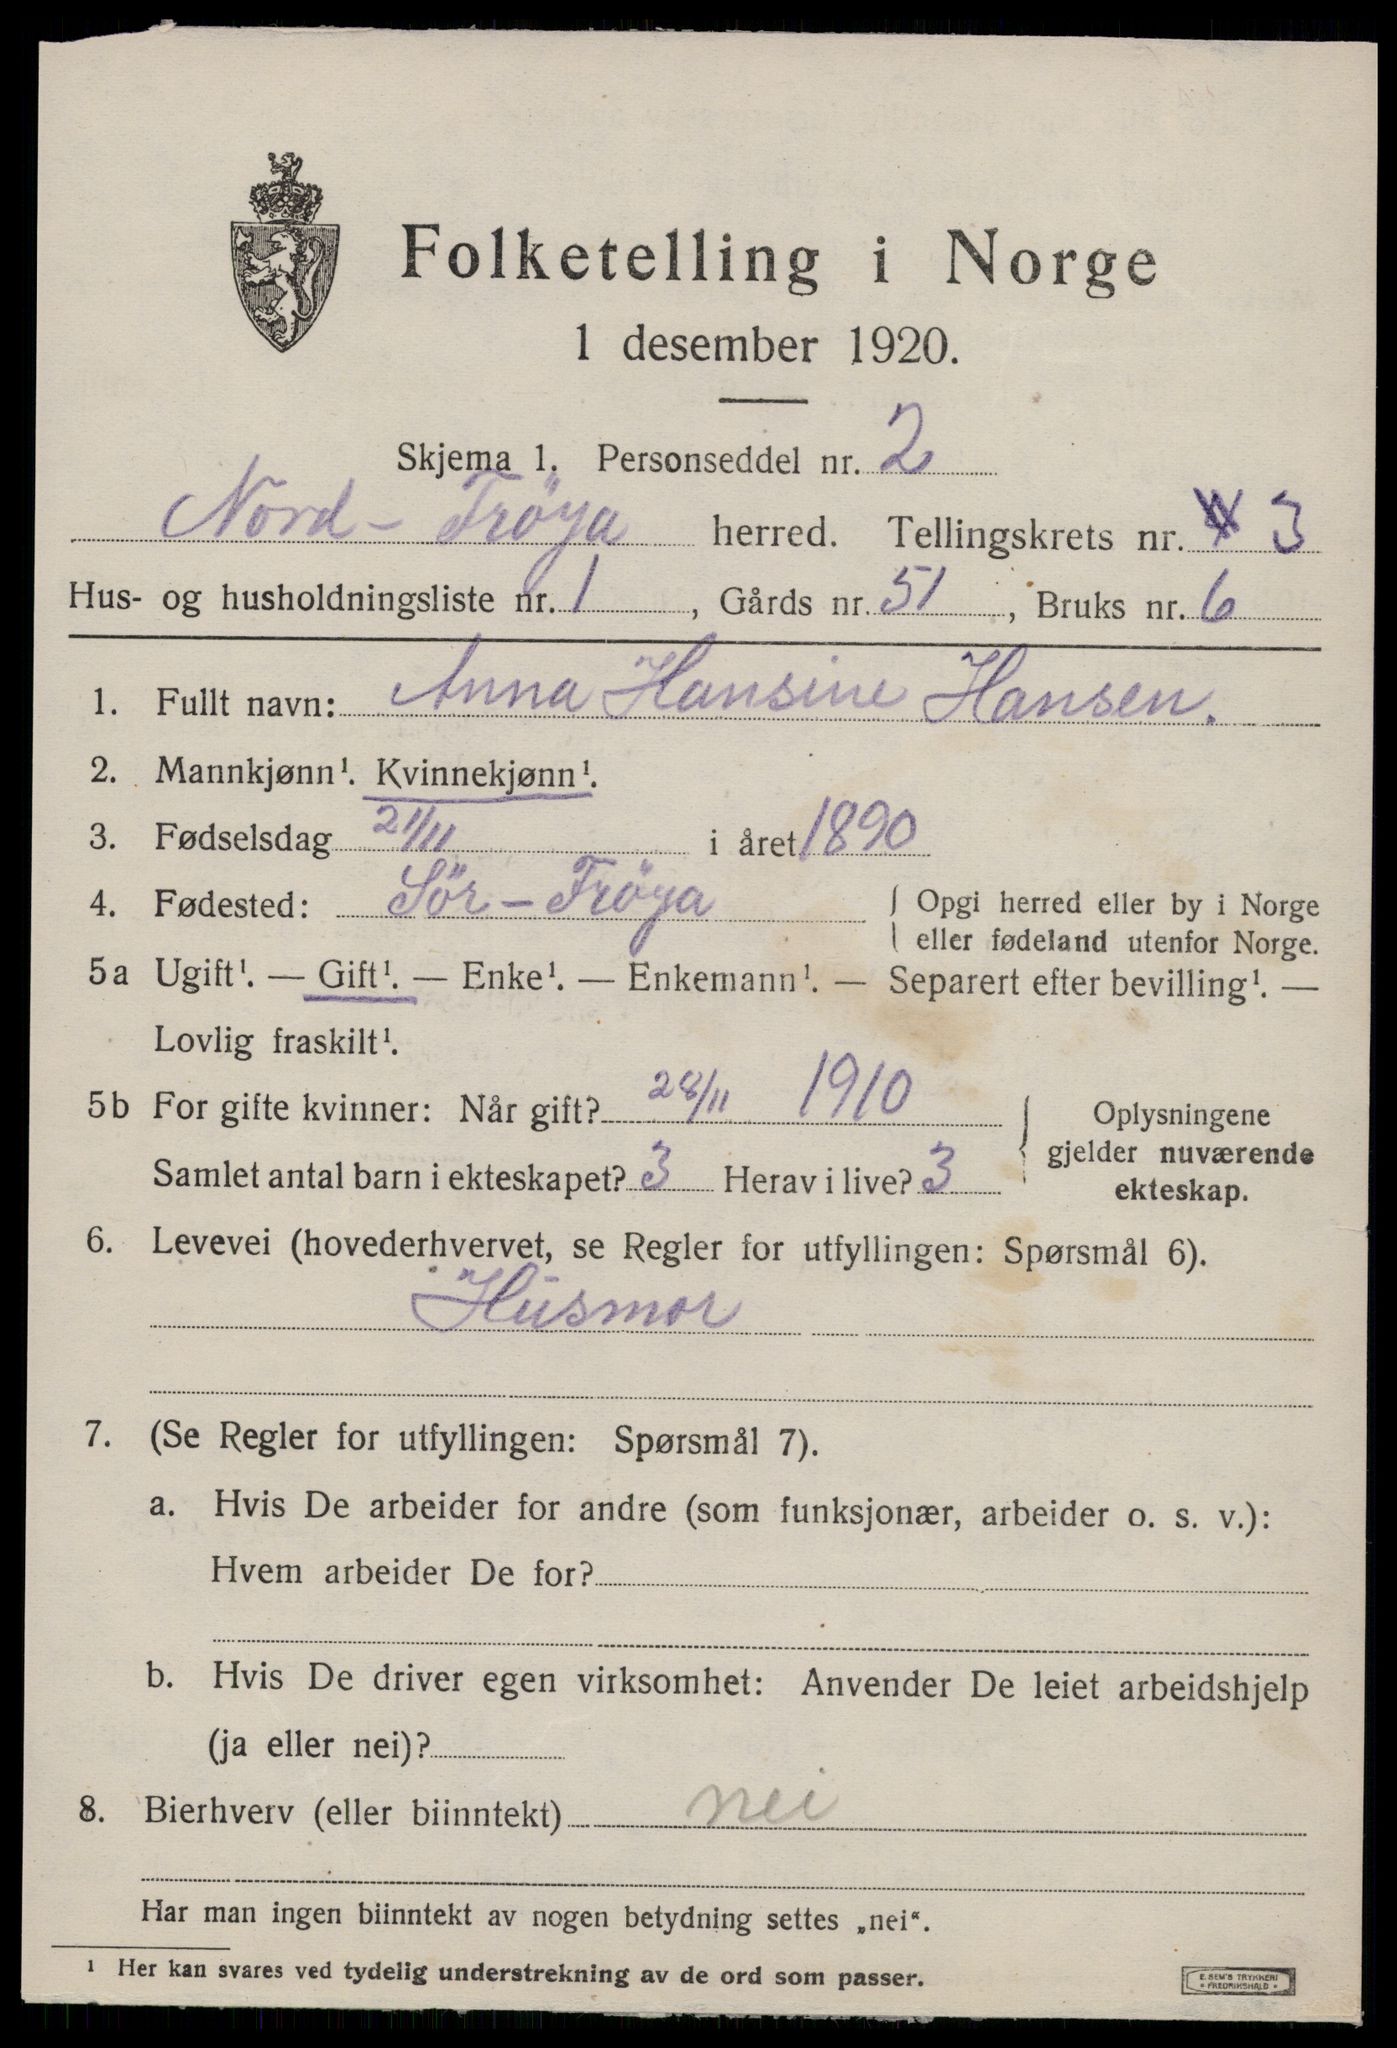 Folketelling i Norge
1 desember 1920.
Skjema 1. Personseddel nr. 2
Nord-Fröya herred. Tellingskrets nr. 3
Hus- og husholdningsliste nr. 1, Gårds nr. 51, Bruks nr. 6
1. Fullt navn: Anna Hansine Hansen.
2. Mannkjønn¹. Kvinnekjønn¹.
3. Fødselsdag 21/11 i året 1890
4. Fødested: Sör-Fröya { Opgi herred eller by i Norge
eller fødeland utenfor Norge.
5a Ugift¹. — Gift¹. — Enke¹. — Enkemann¹. — Separert efter bevilling¹. —
Lovlig fraskilt¹.
5b For gifte kvinner: Når gift? 28/11 1910
Samlet antal barn i ekteskapet? 3 Herav i live? 3
{ Oplysningene
gjelder nuværende
ekteskap.
6. Levevei (hovederhvervet, se Regler for utfyllingen: Spørsmål 6).
Husmor
7. (Se Regler for utfyllingen: Spørsmål 7).
a. Hvis De arbeider for andre (som funksjonær, arbeider o. s. v.):
Hvem arbeider De for?
b. Hvis De driver egen virksomhet: Anvender De leiet arbeidshjelp
(ja eller nei)?
8. Bierhverv (eller biinntekt) nei
Har man ingen biinntekt av nogen betydning settes „nei“.
¹ Her kan svares ved tydelig understrekning av de ord som passer.
E. SEM'S TRYKKERI
• FREDRIKSHALD •